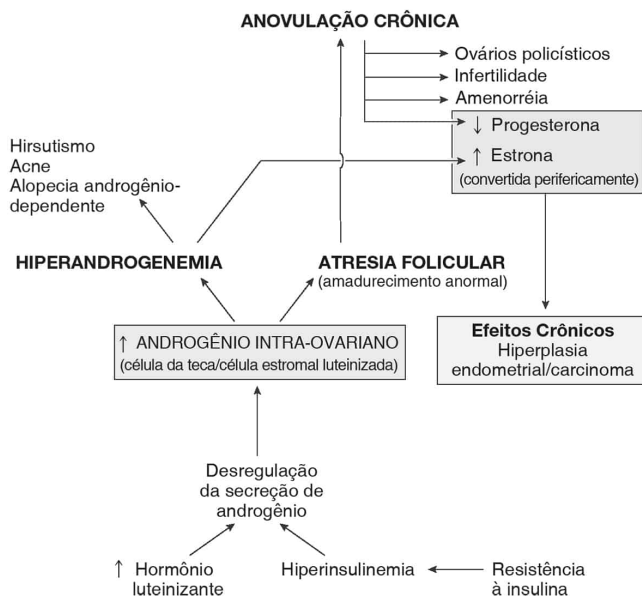 ANOVULAÇÃO CRÔNICA
Ovários policísticos
Infertilidade
Amenorréia
↓ Progesterona
↑ Estrona
(convertida perifericamente)
Hirsutismo
Acne
Alopecia androgênio-
dependente
HIPERANDROGENEMIA
ATRESIA FOLICULAR
(amadurecimento anormal)
↑ ANDROGÊNIO INTRA-OVARIANO
(célula da teca/célula estromal luteinizada)
Efeitos Crônicos
Hiperplasia
endometrial/carcinoma
Desregulação
da secreção de
androgênio
↑ Hormônio
luteinizante
Hiperinsulinemia
Resistência
à insulina